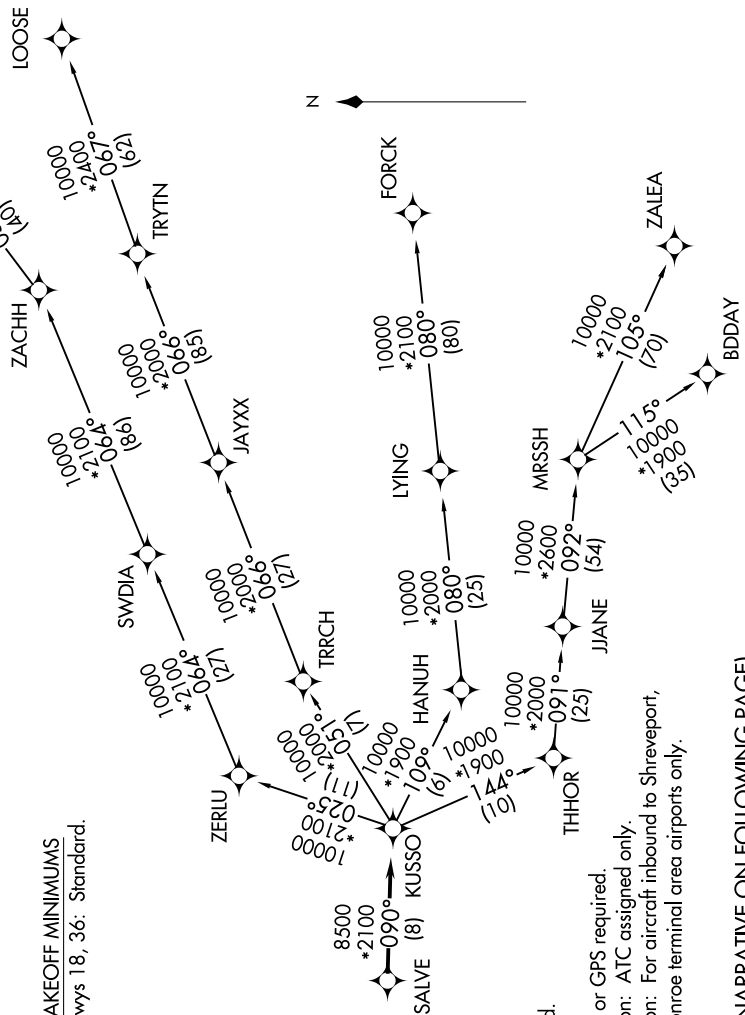 LOOSE
N
10000
*2400
067°
(62)
(40)
TRYTN
ZACHH
FORCK
ZALEA
10000
*2000
066°
(85)
10000
*2100
080°
(80)
10000
*2100
105°
(70)
BDDAY
10000
*2100
064°
(86)
JAYXX
LYING
MRSSH
115°
10000
*1900
(35)
SWDIA
10000
*2000
066°
(27)
10000
*2000
080°
(25)
10000
*2600
092°
(54)
10000
*2100
064°
(27)
TRRCH
HANUH
JJANE
10000
*2000
051°
(7)
10000
*1900
109°
(6)
10000
*2000
091°
(25)
ZERLU
10000
*2100
025°
(11)
10000
*1900
144°
(10)
THHOR
KUSSO
8500
*2100
090°
(8)
SALVE
AKEOFF MINIMUMS
wys 18, 36: Standard.
d.
or GPS required.
on: ATC assigned only.
on: For aircraft inbound to Shreveport,
nroe terminal area airports only.
NARRATIVE ON FOLLOWING PAGE)